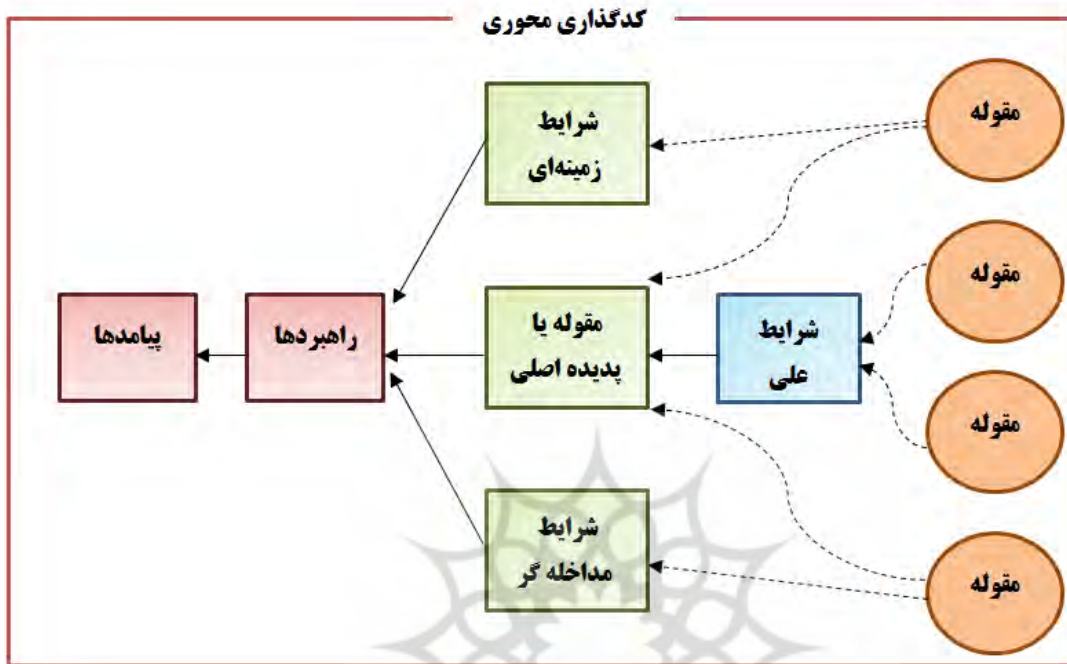 کدگذاری محوری
مقوله
مقوله
مقوله
مقوله
شرایط
علی
شرایط
زمینه‌ای
مقوله یا
پدیده اصلی
شرایط
مداخله گر
راهبردها
پیامدها